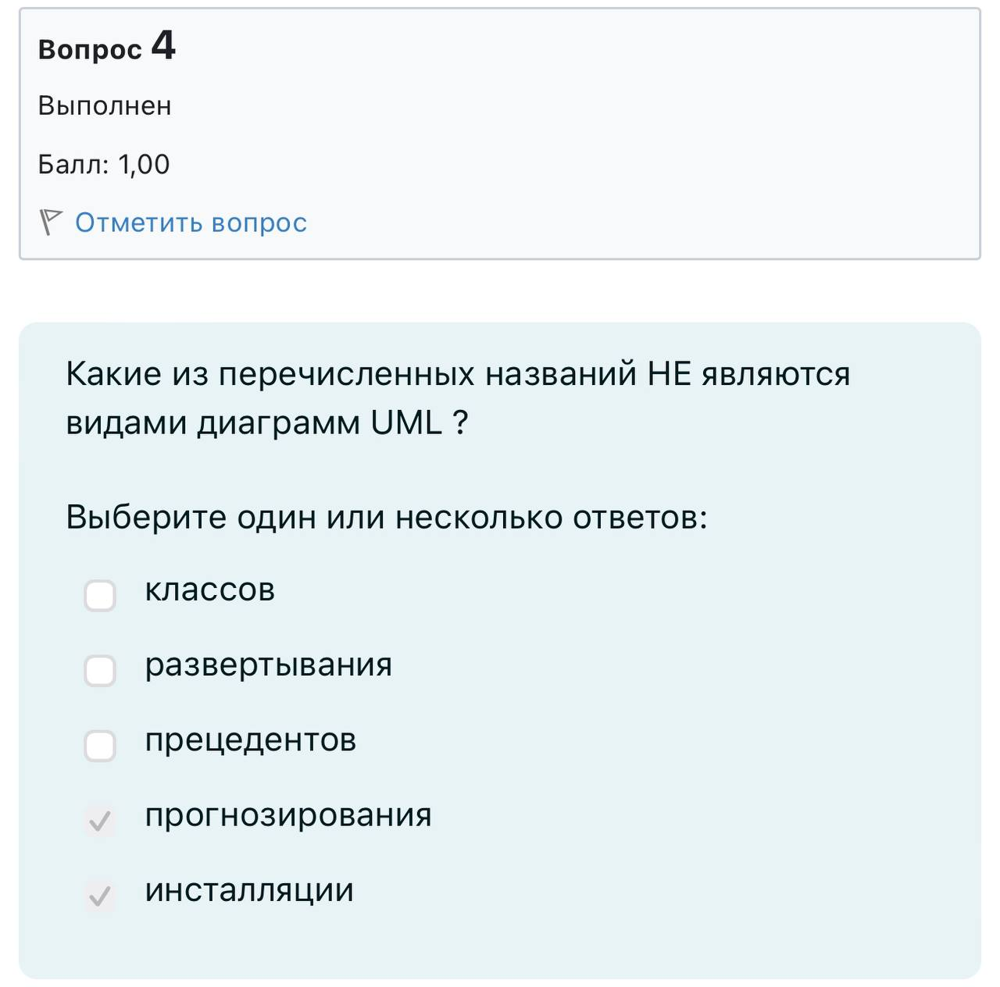 Вопрос 4
Выполнен
Балл: 1,00
Отметить вопрос
Какие из перечисленных названий НЕ являются
видами диаграмм UML ?
Выберите один или несколько ответов:
классов
развертывания
прецедентов
прогнозирования
инсталляции